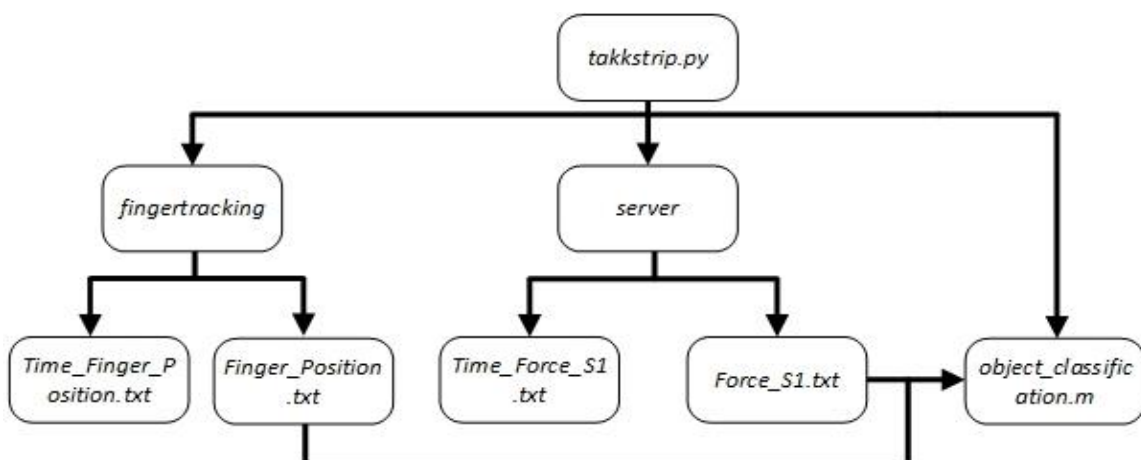 takkstrip.py
fingertracking
server
Time_Finger_P
osition.txt
Finger_Position
.txt
Time_Force_S1
.txt
Force_S1.txt
object_classific
ation.m